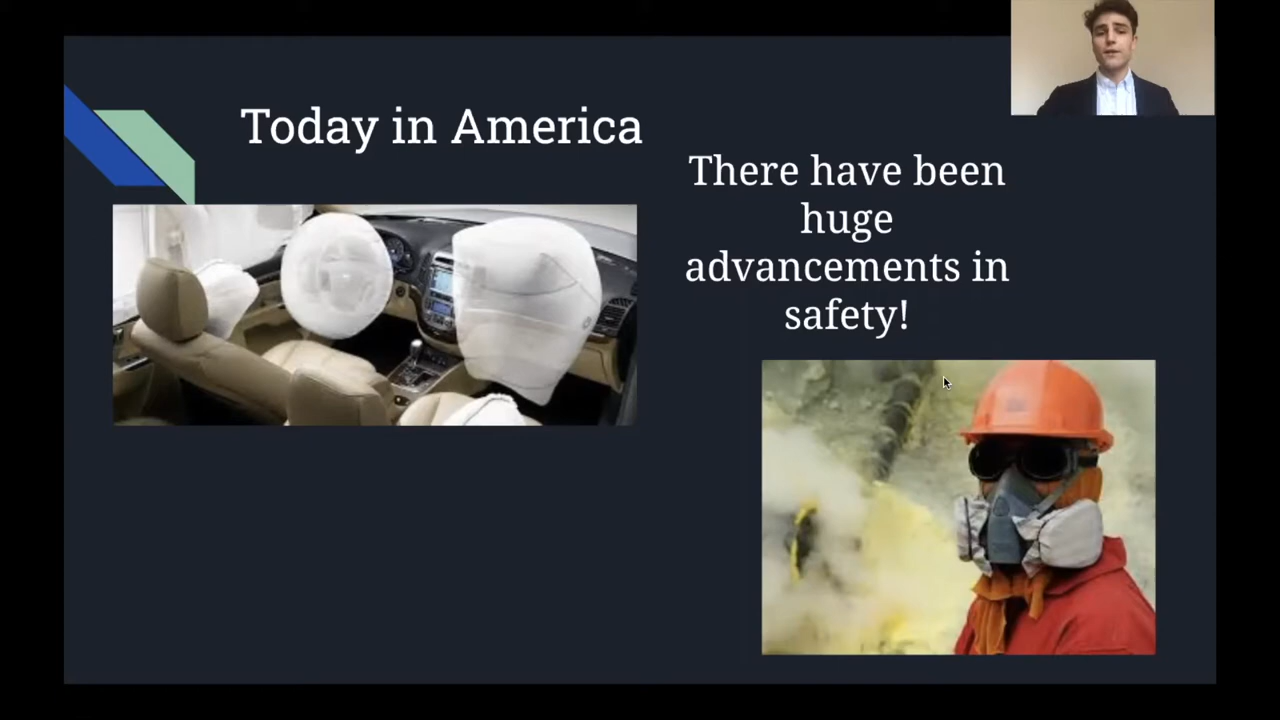 Today in America
There have been
huge
advancements in
safety!